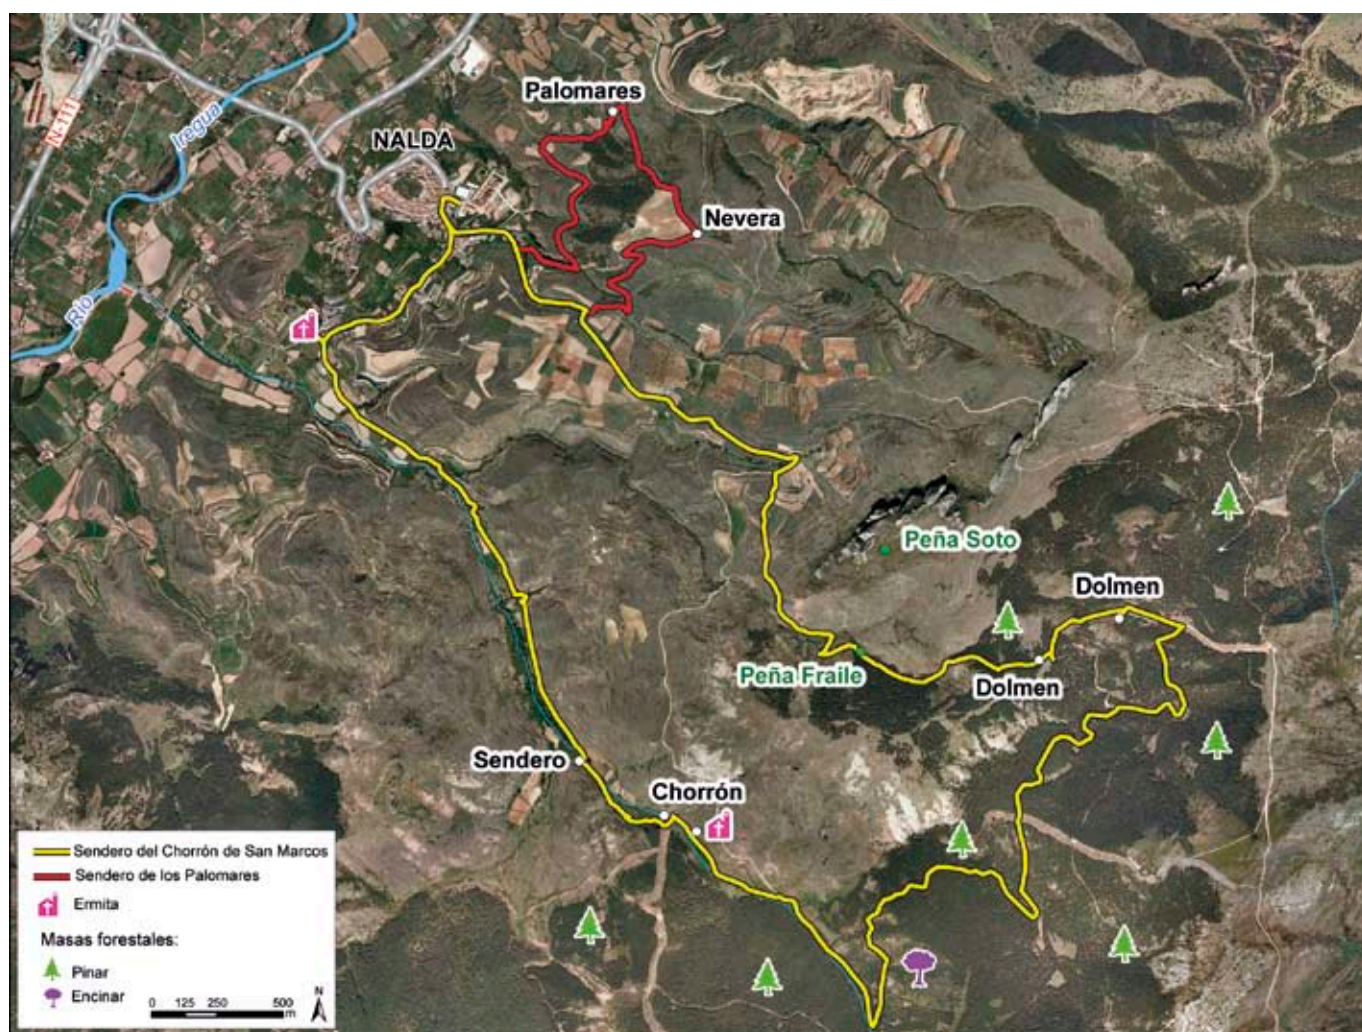 Palomares
N-111
Iregua
NALDA
Nevera
Río
Peña Soto
Dolmen
Peña Fraile
Dolmen
Sendero
Chorrón
Sendero del Chorrón de San Marcos
Sendero de los Palomares
Ermita
Masas forestales:
Pinar
Encinar
0 125 250 500
m
N